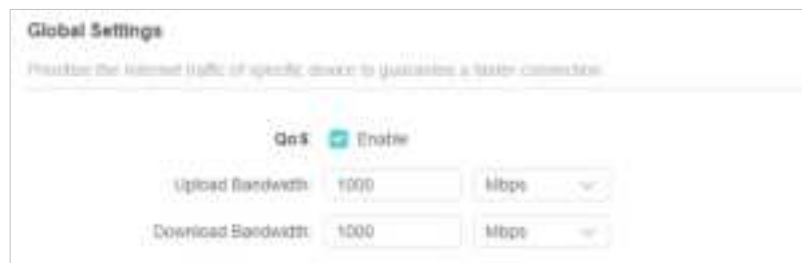 Global Settings
Prioritize the internet traffic of specific device to guarantee a faster connection.
QoS Enable
Upload Bandwidth: 1000 Mbps
Download Bandwidth: 1000 Mbps